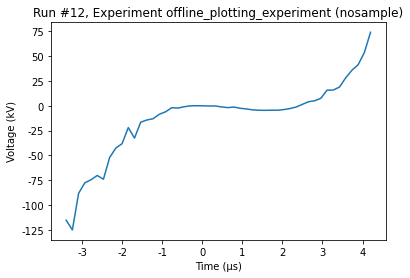 Run #12, Experiment offline_plotting_experiment (nosample)
75
50
25
0
-25
-50
-75
-100
-125
Voltage (kV)
-3 -2 -1 0 1 2 3 4
Time (μs)